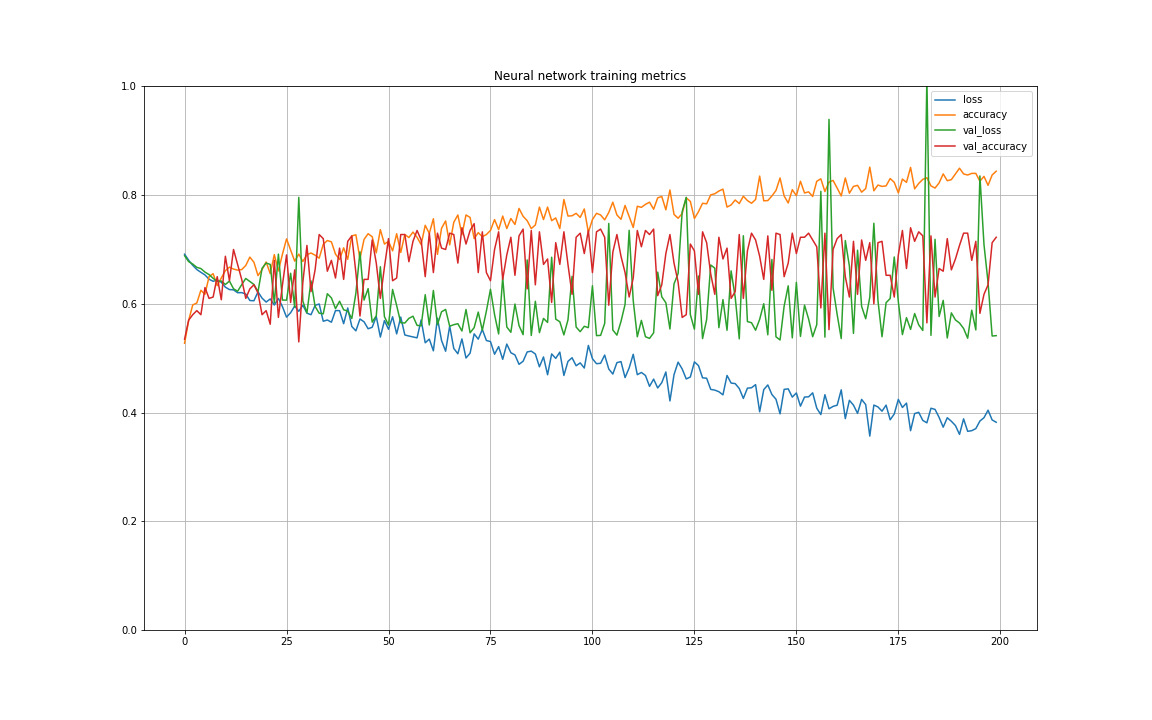 Neural network training metrics
1.0
0.8
0.6
0.4
0.2
0.0
0 25 50 75 100 125 150 175 200
loss
accuracy
val_loss
val_accuracy